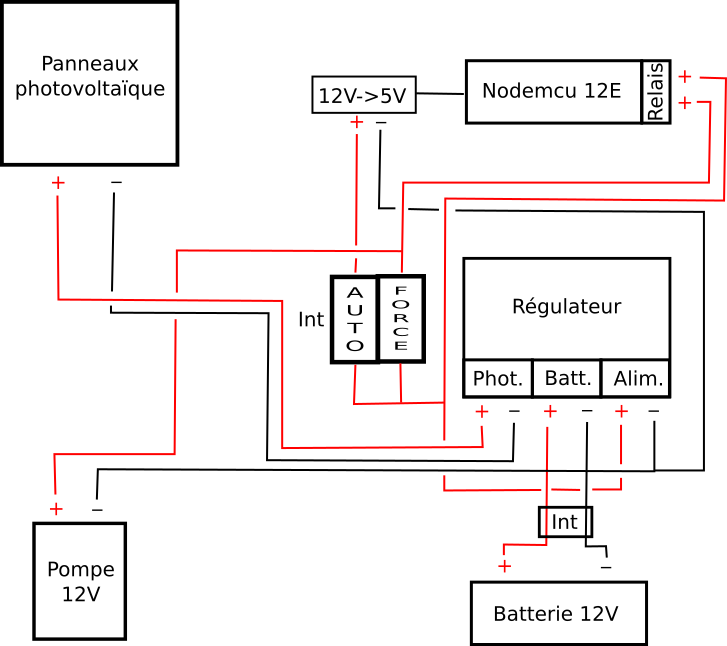 Panneaux
photovoltaïque
+ −
12V->5V
+ −
Nodemcu 12E
Relais
+
+
Int
AUTO
FORCE
Régulateur
Phot. Batt. Alim.
+ − + − + −
Int
+ −
Pompe
12V
+ −
Batterie 12V